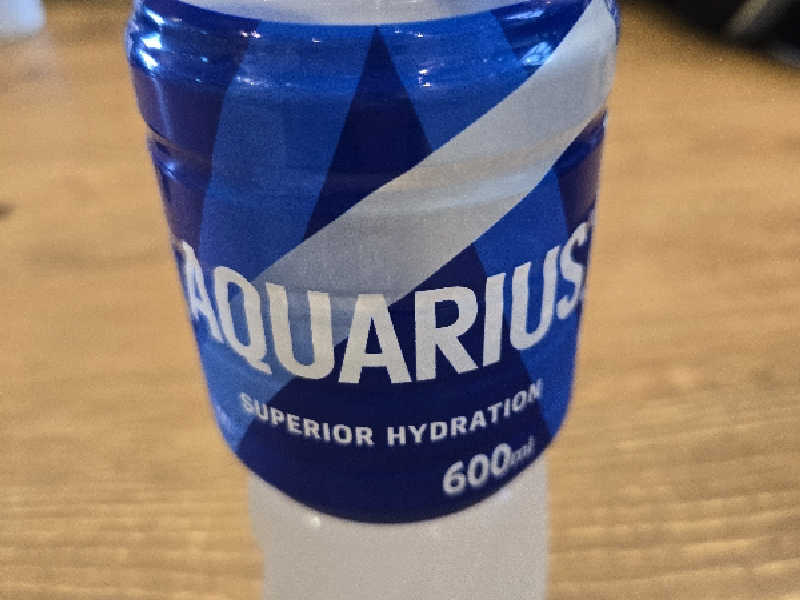 AQUARIUS
SUPERIOR HYDRATION
600ml